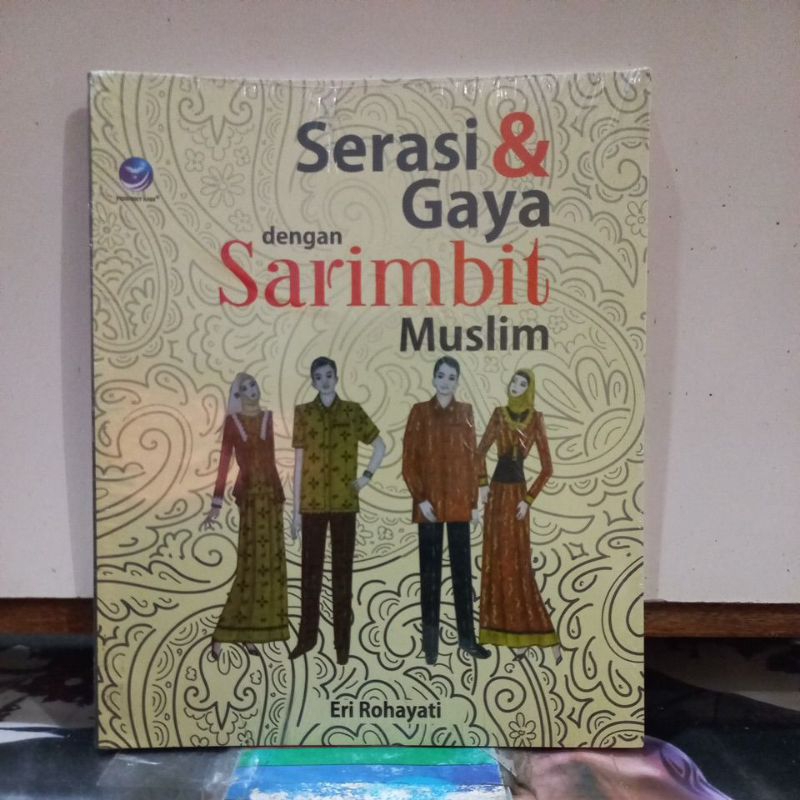 Serasi &
Gaya
dengan
Sarimbit
Muslim
Eri Rohayati